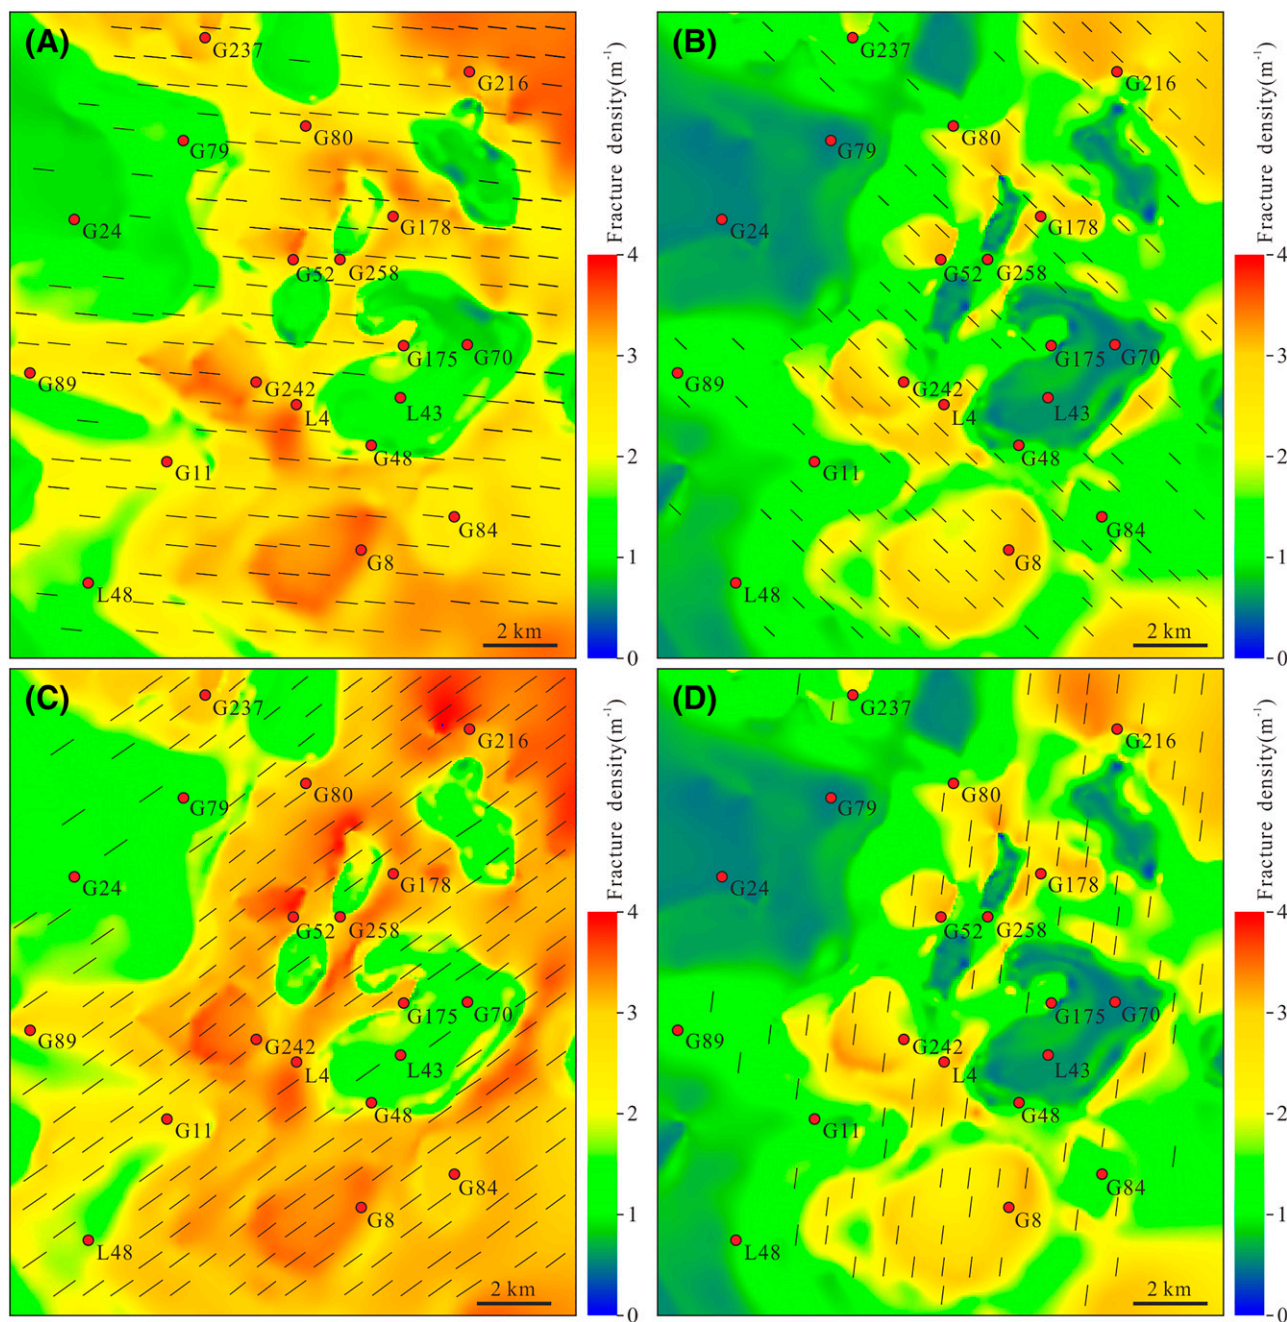 (A)
G237
G216
G80
G79
G24
G178
G52
G258
G175
G70
G89
G242
L4
L43
G48
G11
G84
G8
L48
2 km
Fracture density(m⁻¹)
4
3
2
1
0
(B)
G237
G216
G80
G79
G24
G178
G52
G258
G175
G70
G89
G242
L4
L43
G48
G11
G84
G8
L48
2 km
Fracture density(m⁻¹)
4
3
2
1
0
(C)
G237
G216
G80
G79
G24
G178
G52
G258
G175
G70
G89
G242
L4
L43
G48
G11
G84
G8
L48
2 km
Fracture density(m⁻¹)
4
3
2
1
0
(D)
G237
G216
G80
G79
G24
G178
G52
G258
G175
G70
G89
G242
L4
L43
G48
G11
G84
G8
L48
2 km
Fracture density(m⁻¹)
4
3
2
1
0